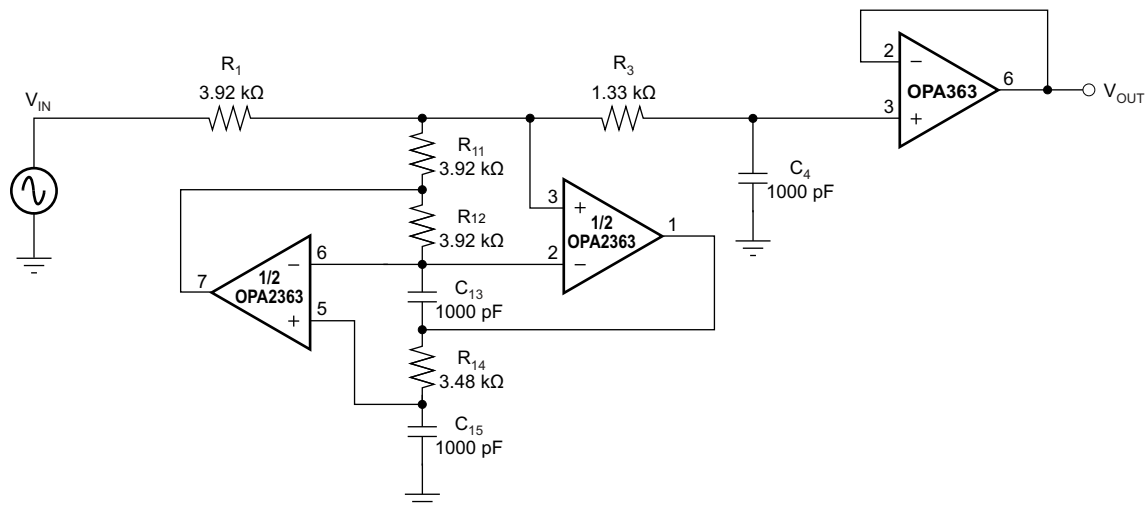 R1
3.92 kΩ
R3
1.33 kΩ
2
−
OPA363
6
VOUT
3
+
VIN
R11
3.92 kΩ
C4
1000 pF
R12
3.92 kΩ
3
+
1/2
OPA2363
1
2
−
6
−
7
1/2
OPA2363
5
+
C13
1000 pF
R14
3.48 kΩ
C15
1000 pF